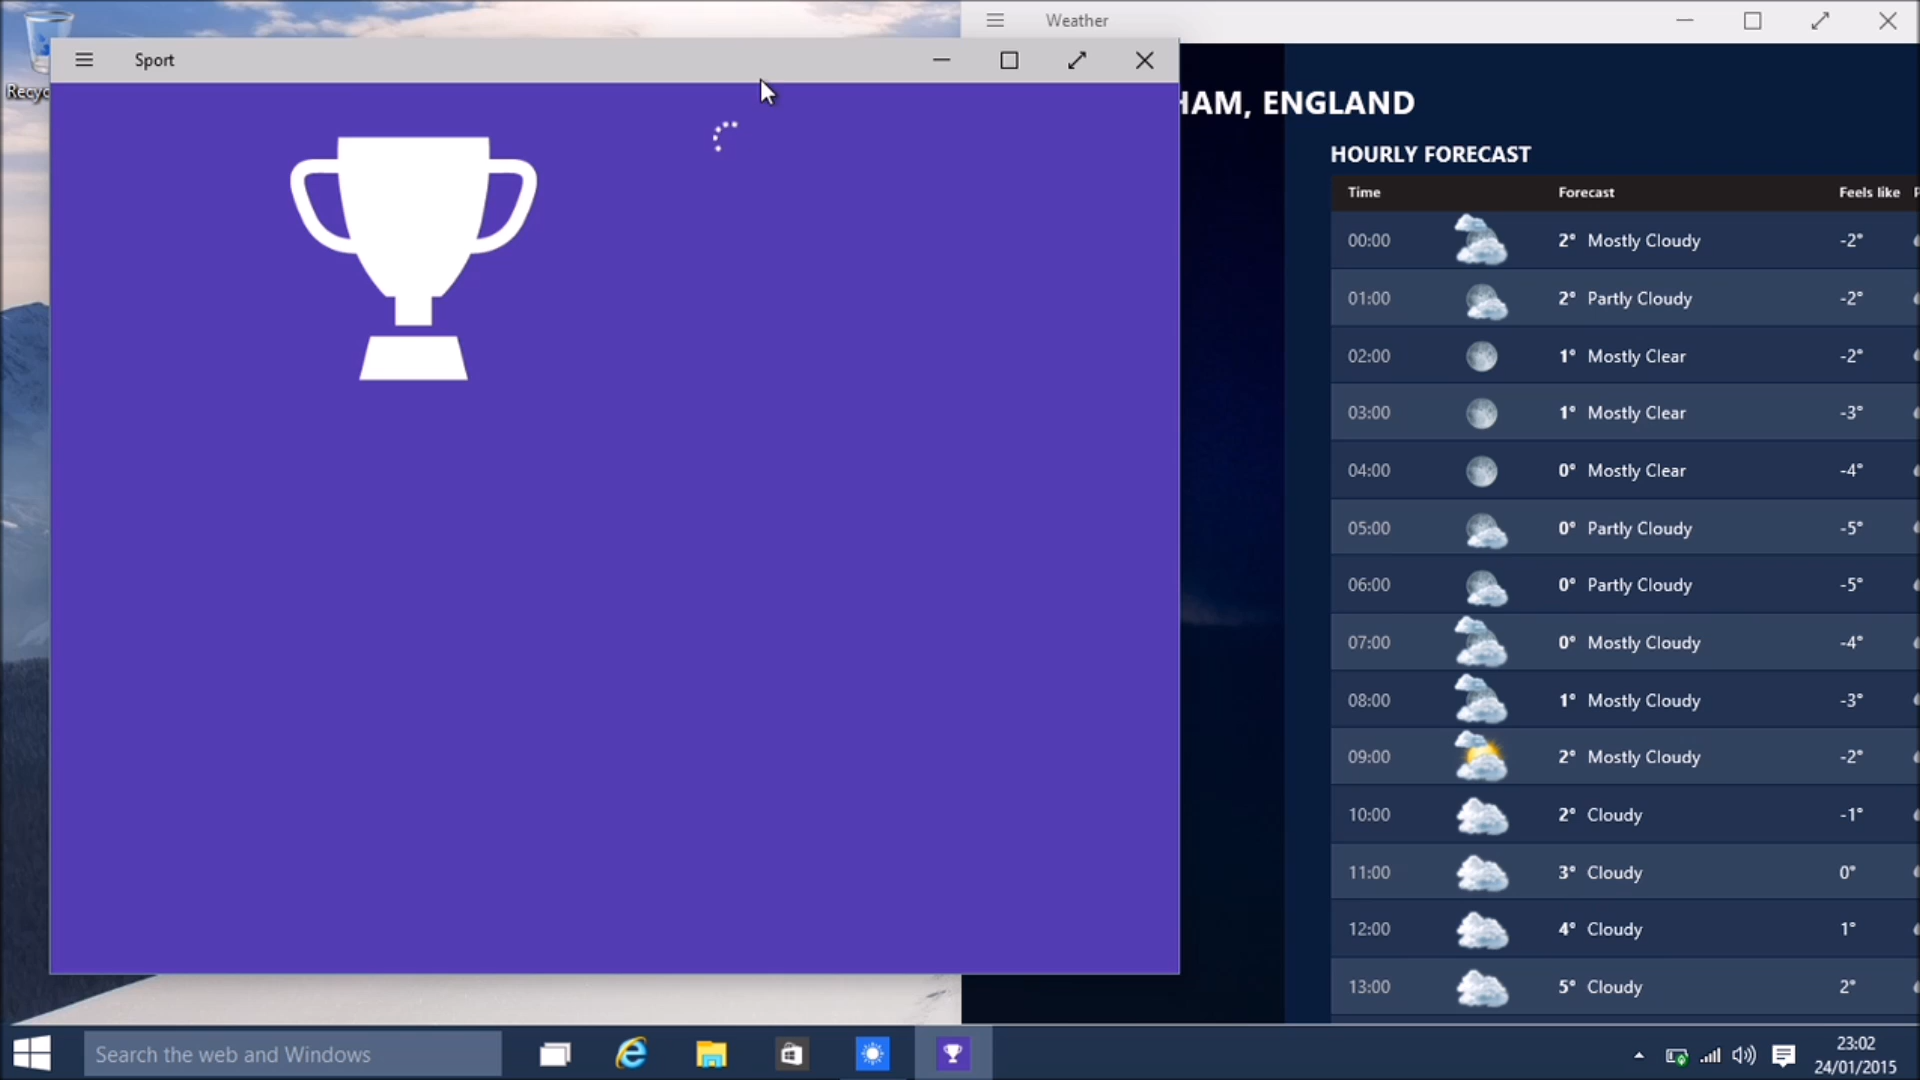 Weather
Sport
Recyc
HAM, ENGLAND
HOURLY FORECAST
Time Forecast Feels like
00:00 2° Mostly Cloudy -2°
01:00 2° Partly Cloudy -2°
02:00 1° Mostly Clear -2°
03:00 1° Mostly Clear -3°
04:00 0° Mostly Clear -4°
05:00 0° Partly Cloudy -5°
06:00 0° Partly Cloudy -5°
07:00 0° Mostly Cloudy -4°
08:00 1° Mostly Cloudy -3°
09:00 2° Mostly Cloudy -2°
10:00 2° Cloudy -1°
11:00 3° Cloudy 0°
12:00 4° Cloudy 1°
13:00 5° Cloudy 2°
Search the web and Windows
23:02
24/01/2015